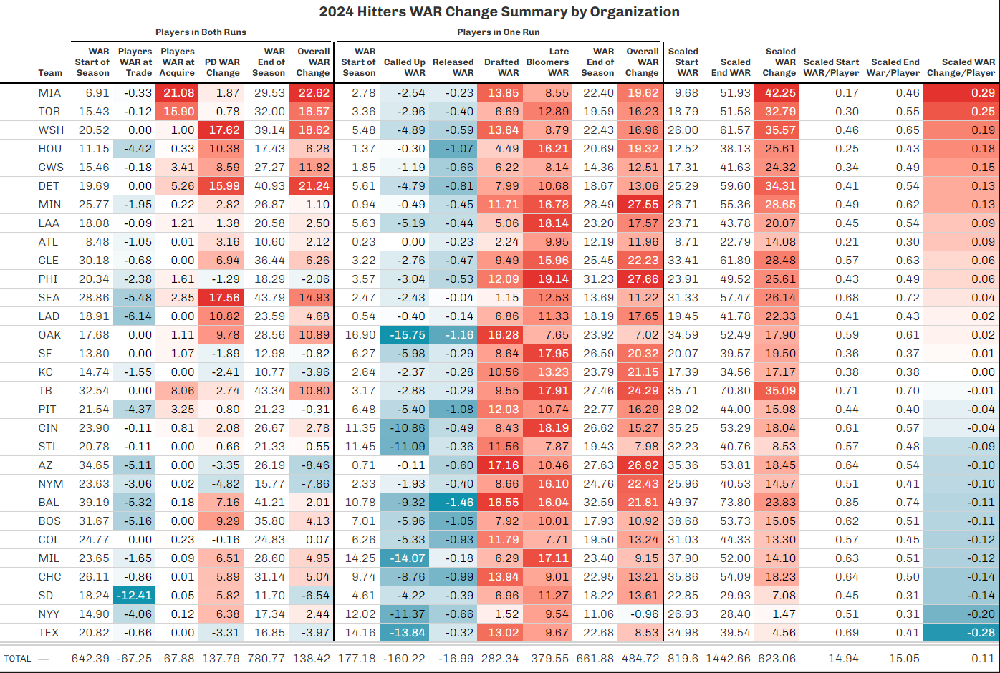 2024 Hitters WAR Change Summary by Organization
Players in Both Runs Players in One Run
Team WAR Start of Season Players WAR at Trade Players WAR at Acquire PD WAR Change WAR End of Season Overall WAR Change WAR Start of Season Called Up WAR Released WAR Drafted WAR Late Bloomers WAR WAR End of Season Overall WAR Change Scaled Start WAR Scaled End WAR Scaled WAR Change Scaled Start WAR/Player Scaled End War/Player Scaled WAR Change/Player
MIA 6.91 -0.33 21.08 1.87 29.53 22.62 2.78 -2.54 -0.23 13.85 8.55 22.40 19.62 9.68 51.93 42.25 0.17 0.46 0.29
TOR 15.43 -0.12 15.90 0.78 32.00 16.57 3.36 -2.96 -0.40 6.69 12.89 19.59 16.23 18.79 51.58 32.79 0.30 0.55 0.25
WSH 20.52 0.00 1.00 17.62 39.14 18.62 5.48 -4.89 -0.59 13.64 8.79 22.43 16.96 26.00 61.57 35.57 0.46 0.65 0.19
HOU 11.15 -4.42 0.33 10.38 17.43 6.28 1.37 -0.30 -1.07 4.49 16.21 20.69 19.32 12.52 38.13 25.61 0.25 0.43 0.18
CWS 15.46 -0.18 3.41 8.59 27.27 11.82 1.85 -1.19 -0.66 6.22 8.14 14.36 12.51 17.31 41.63 24.32 0.34 0.49 0.15
DET 19.69 0.00 5.26 15.99 40.93 21.24 5.61 -4.79 -0.81 7.99 10.68 18.67 13.06 25.29 59.60 34.31 0.41 0.54 0.13
MIN 25.77 -1.95 0.22 2.82 26.87 1.10 0.94 -0.49 -0.45 11.71 16.78 28.49 27.55 26.71 55.36 28.65 0.49 0.62 0.13
LAA 18.08 -0.09 1.21 1.38 20.58 2.50 5.63 -5.19 -0.44 5.06 18.14 23.20 17.57 23.71 43.78 20.07 0.45 0.54 0.09
ATL 8.48 -1.05 0.01 3.16 10.60 2.12 0.23 0.00 -0.23 2.24 9.95 12.19 11.96 8.71 22.79 14.08 0.21 0.30 0.09
CLE 30.18 -0.68 0.00 6.94 36.44 6.26 3.22 -2.76 -0.47 9.49 15.96 25.45 22.23 33.41 61.89 28.48 0.57 0.63 0.06
PHI 20.34 -2.38 1.61 -1.29 18.29 -2.06 3.57 -3.04 -0.53 12.09 19.14 31.23 27.66 23.91 49.52 25.61 0.43 0.49 0.06
SEA 28.86 -5.48 2.85 17.56 43.79 14.93 2.47 -2.43 -0.04 1.15 12.53 13.69 11.22 31.33 57.47 26.14 0.68 0.72 0.04
LAD 18.91 -6.14 0.00 10.82 23.59 4.68 0.54 -0.40 -0.14 6.86 11.33 18.19 17.65 19.45 41.78 22.33 0.41 0.43 0.02
OAK 17.68 0.00 1.11 9.78 28.56 10.89 16.90 -15.75 -1.16 16.28 7.65 23.92 7.02 34.59 52.49 17.90 0.59 0.61 0.02
SF 13.80 0.00 1.07 -1.89 12.98 -0.82 6.27 -5.98 -0.29 8.64 17.95 26.59 20.32 20.07 39.57 19.50 0.36 0.37 0.01
KC 14.74 -1.55 0.00 -2.41 10.77 -3.96 2.64 -2.37 -0.28 10.56 13.23 23.79 21.15 17.39 34.56 17.17 0.38 0.38 0.00
TB 32.54 0.00 8.06 2.74 43.34 10.80 3.17 -2.88 -0.29 9.55 17.91 27.46 24.29 35.71 70.80 35.09 0.71 0.70 -0.01
PIT 21.54 -4.37 3.25 0.80 21.23 -0.31 6.48 -5.40 -1.08 12.03 10.74 22.77 16.29 28.02 44.00 15.98 0.44 0.40 -0.04
CIN 23.90 -0.11 0.81 2.08 26.67 2.78 11.35 -10.86 -0.49 8.43 18.19 26.62 15.27 35.25 53.29 18.04 0.61 0.57 -0.04
STL 20.78 -0.11 0.00 0.66 21.33 0.55 11.45 -11.09 -0.36 11.56 7.87 19.43 7.98 32.23 40.76 8.53 0.57 0.48 -0.09
AZ 34.65 -5.11 0.00 -3.35 26.19 -8.46 0.71 -0.11 -0.60 17.16 10.46 27.63 26.92 35.36 53.81 18.45 0.64 0.54 -0.10
NYM 23.63 -3.06 0.02 -4.82 15.77 -7.86 2.33 -1.93 -0.40 8.66 16.10 24.76 22.43 25.96 40.53 14.57 0.51 0.41 -0.10
BAL 39.19 -5.32 0.18 7.16 41.21 2.01 10.78 -9.32 -1.46 16.55 16.04 32.59 21.81 49.97 73.80 23.83 0.85 0.74 -0.11
BOS 31.67 -5.16 0.00 9.29 35.80 4.13 7.01 -5.96 -1.05 7.92 10.01 17.93 10.92 38.68 53.73 15.05 0.62 0.51 -0.11
COL 24.77 0.00 0.23 -0.16 24.83 0.07 6.26 -5.33 -0.93 11.79 7.71 19.50 13.24 31.03 44.33 13.30 0.57 0.45 -0.12
MIL 23.65 -1.65 0.09 6.51 28.60 4.95 14.25 -14.07 -0.18 6.29 17.11 23.40 9.15 37.90 52.00 14.10 0.63 0.51 -0.12
CHC 26.11 -0.86 0.01 5.89 31.14 5.04 9.74 -8.76 -0.99 13.94 9.01 22.95 13.21 35.86 54.09 18.23 0.64 0.50 -0.14
SD 18.24 -12.41 0.05 5.82 11.70 -6.54 4.61 -4.22 -0.39 6.96 11.27 18.22 13.61 22.85 29.93 7.08 0.45 0.31 -0.14
NYY 14.90 -4.06 0.12 6.38 17.34 2.44 12.02 -11.37 -0.66 1.52 9.54 11.06 -0.96 26.93 28.40 1.47 0.51 0.31 -0.20
TEX 20.82 -0.66 0.00 -3.31 16.85 -3.97 14.16 -13.84 -0.32 13.02 9.67 22.68 8.53 34.98 39.54 4.56 0.69 0.41 -0.28
TOTAL — 642.39 -67.25 67.88 137.79 780.77 138.42 177.18 -160.22 -16.99 282.34 379.55 661.88 484.72 819.6 1442.66 623.06 14.94 15.05 0.11